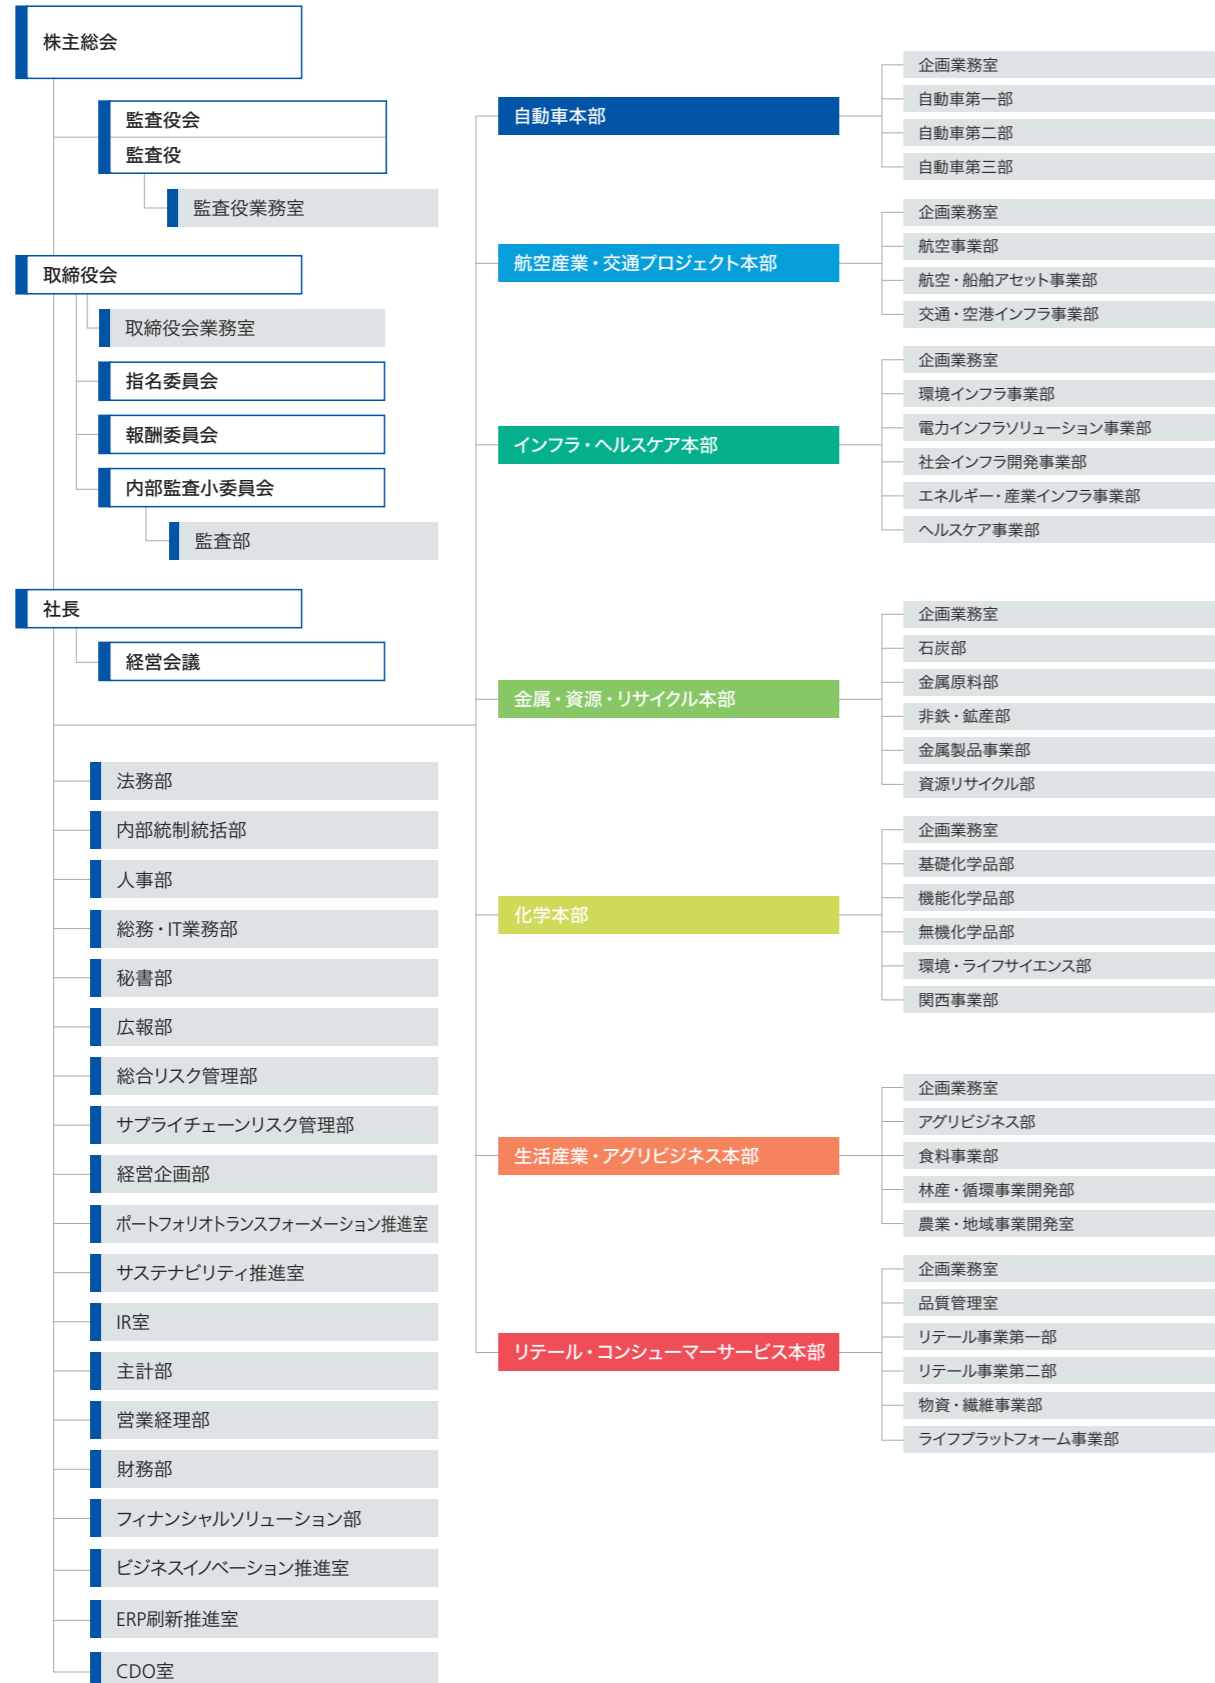 株主総会
監査役会
監査役
監査役業務室
取締役会
取締役会業務室
指名委員会
報酬委員会
内部監査小委員会
監査部
社長
経営会議
法務部
内部統制統括部
人事部
総務・IT業務部
秘書部
広報部
総合リスク管理部
サプライチェーンリスク管理部
経営企画部
ポートフォリオトランスフォーメーション推進室
サステナビリティ推進室
IR室
主計部
営業経理部
財務部
フィナンシャルソリューション部
ビジネスイノベーション推進室
ERP刷新推進室
CDO室
自動車本部
企画業務室
自動車第一部
自動車第二部
自動車第三部
航空産業・交通プロジェクト本部
企画業務室
航空事業部
航空・船舶アセット事業部
交通・空港インフラ事業部
インフラ・ヘルスケア本部
企画業務室
環境インフラ事業部
電力インフラソリューション事業部
社会インフラ開発事業部
エネルギー・産業インフラ事業部
ヘルスケア事業部
金属・資源・リサイクル本部
企画業務室
石炭部
金属原料部
非鉄・鉱産部
金属製品事業部
資源リサイクル部
化学本部
企画業務室
基礎化学品部
機能化学品部
無機化学品部
環境・ライフサイエンス部
関西事業部
生活産業・アグリビジネス本部
企画業務室
アグリビジネス部
食料事業部
林産・循環事業開発部
農業・地域事業開発室
リテール・コンシューマーサービス本部
企画業務室
品質管理室
リテール事業第一部
リテール事業第二部
物資・繊維事業部
ライフプラットフォーム事業部